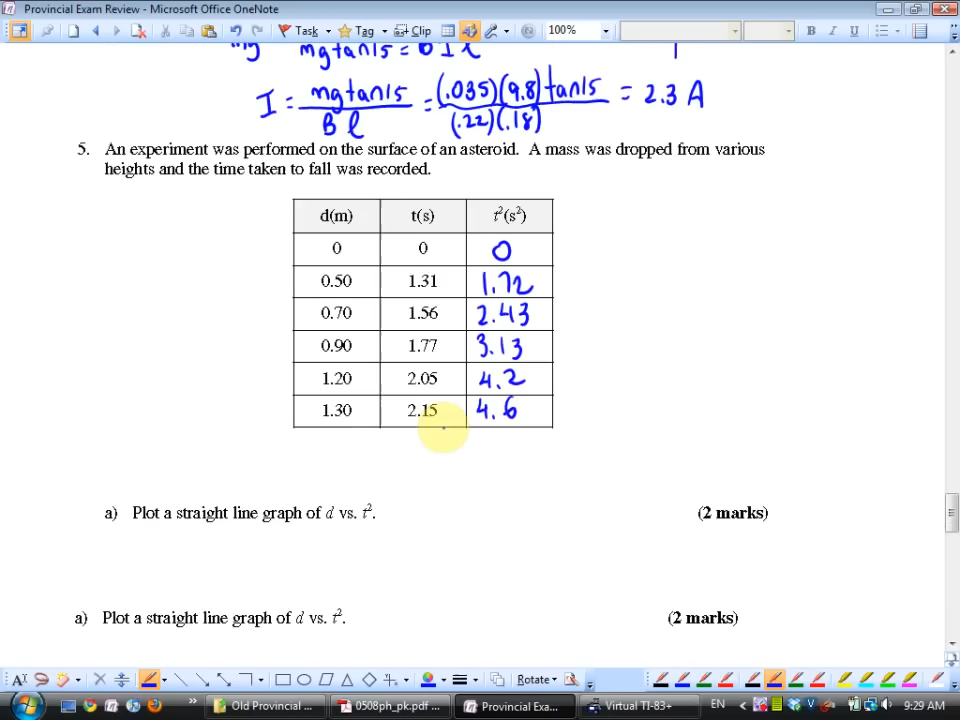 Provincial Exam Review - Microsoft Office OneNote
Task Tag Clip 100% B I U
mg mg tan15 = B I l
I = mg tan15 / B l = (.035)(9.8) tan15 / (.22)(.18) = 2.3 A
5. An experiment was performed on the surface of an asteroid. A mass was dropped from various
heights and the time taken to fall was recorded.
d(m) t(s) t²(s²)
0 0 0
0.50 1.31 1.72
0.70 1.56 2.43
0.90 1.77 3.13
1.20 2.05 4.2
1.30 2.15 4.6
a) Plot a straight line graph of d vs. t². (2 marks)
a) Plot a straight line graph of d vs. t². (2 marks)
Rotate
Old Provincial ... 0508ph_pk.pdf ... Provincial Exa... Virtual TI-83+ EN 9:29 AM